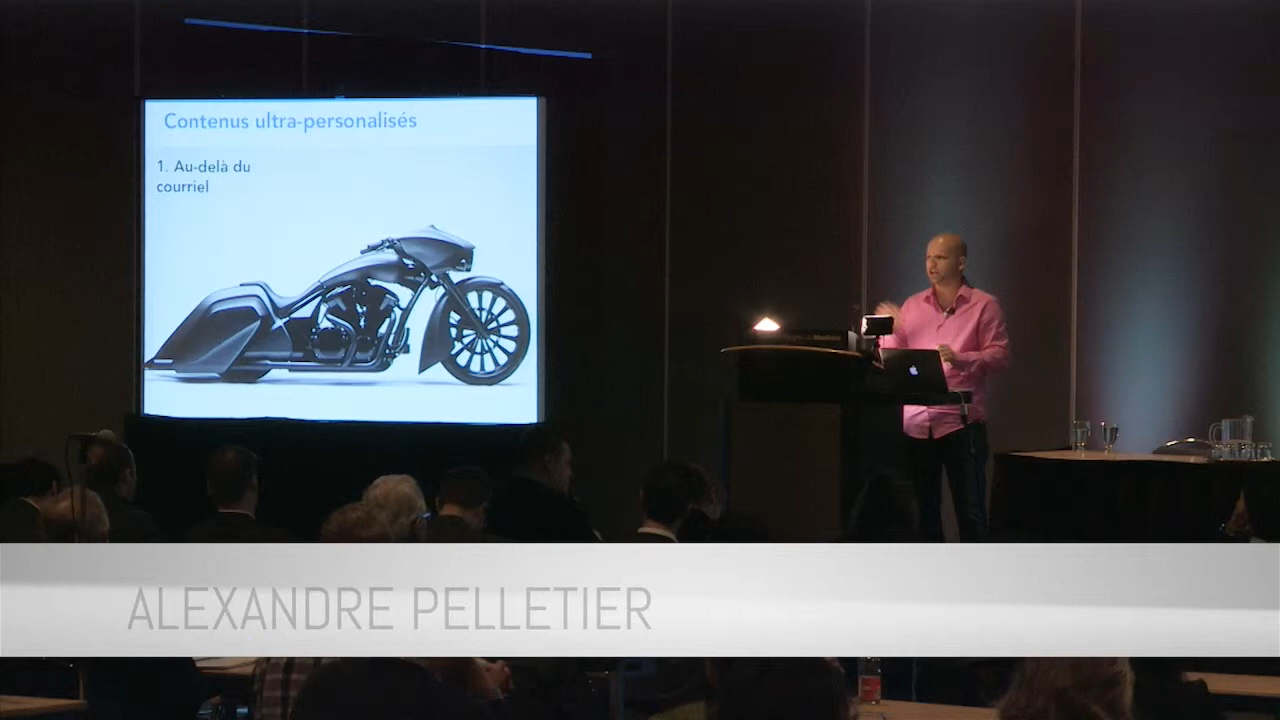 Contenus ultra-personalisés
1. Au-delà du
courriel
ALEXANDRE PELLETIER